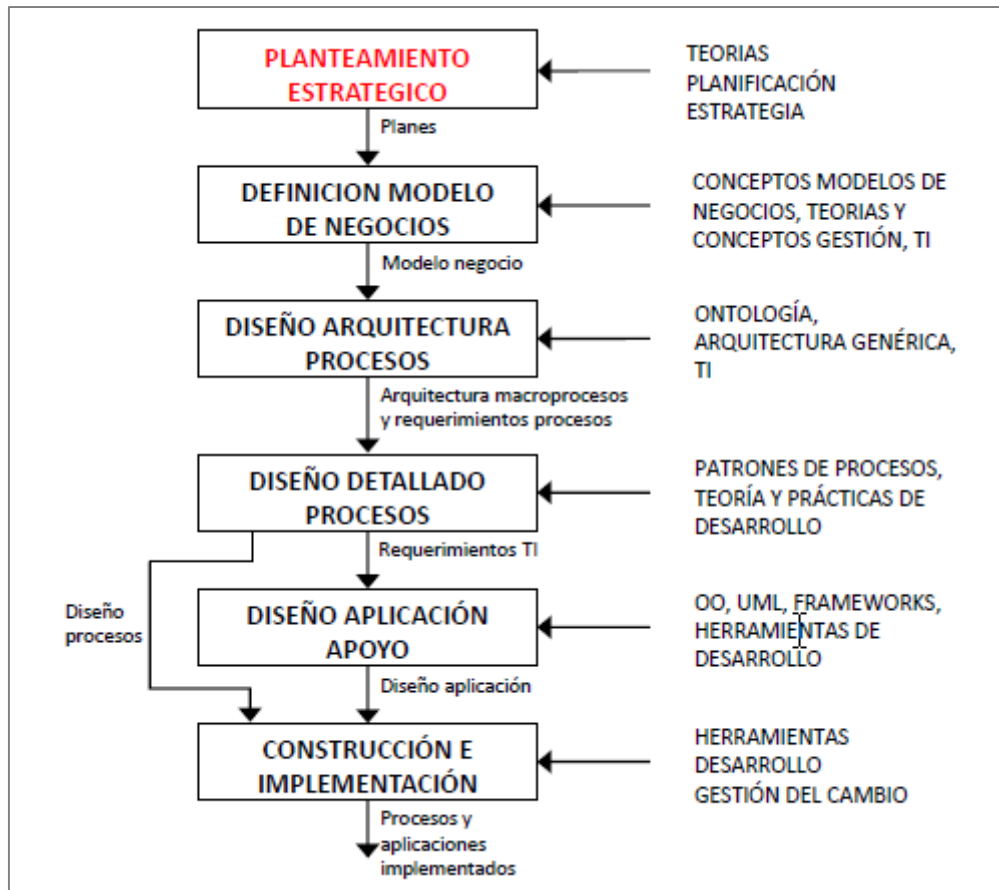 PLANTEAMIENTO
ESTRATEGICO
TEORIAS
PLANIFICACIÓN
ESTRATEGIA
Planes
DEFINICION MODELO
DE NEGOCIOS
CONCEPTOS MODELOS DE
NEGOCIOS, TEORIAS Y
CONCEPTOS GESTIÓN, TI
Modelo negocio
DISEÑO ARQUITECTURA
PROCESOS
ONTOLOGÍA,
ARQUITECTURA GENÉRICA,
TI
Arquitectura macroprocesos
y requerimientos procesos
DISEÑO DETALLADO
PROCESOS
PATRONES DE PROCESOS,
TEORÍA Y PRÁCTICAS DE
DESARROLLO
Requerimientos TI
Diseño
procesos
DISEÑO APLICACIÓN
APOYO
OO, UML, FRAMEWORKS,
HERRAMIENTAS DE
DESARROLLO
Diseño aplicación
CONSTRUCCIÓN E
IMPLEMENTACIÓN
HERRAMIENTAS
DESARROLLO
GESTIÓN DEL CAMBIO
Procesos y
aplicaciones
implementados